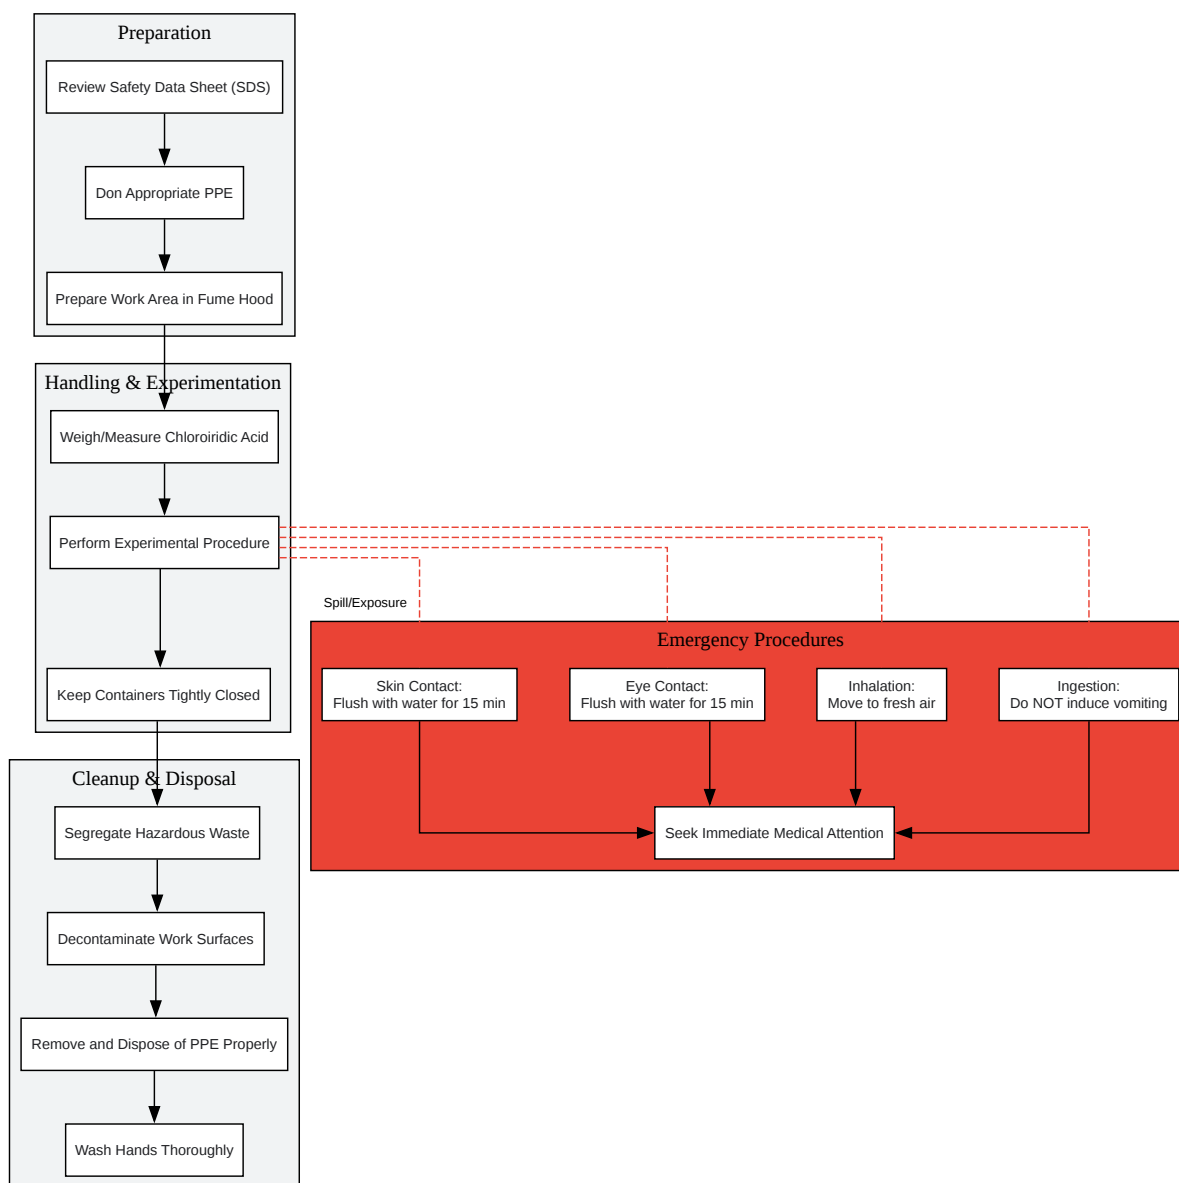 Preparation
Review Safety Data Sheet (SDS)
Don Appropriate PPE
Prepare Work Area in Fume Hood
Handling & Experimentation
Weigh/Measure Chloroiridic Acid
Perform Experimental Procedure
Keep Containers Tightly Closed
Spill/Exposure
Emergency Procedures
Skin Contact:
Flush with water for 15 min
Eye Contact:
Flush with water for 15 min
Inhalation:
Move to fresh air
Ingestion:
Do NOT induce vomiting
Seek Immediate Medical Attention
Cleanup & Disposal
Segregate Hazardous Waste
Decontaminate Work Surfaces
Remove and Dispose of PPE Properly
Wash Hands Thoroughly